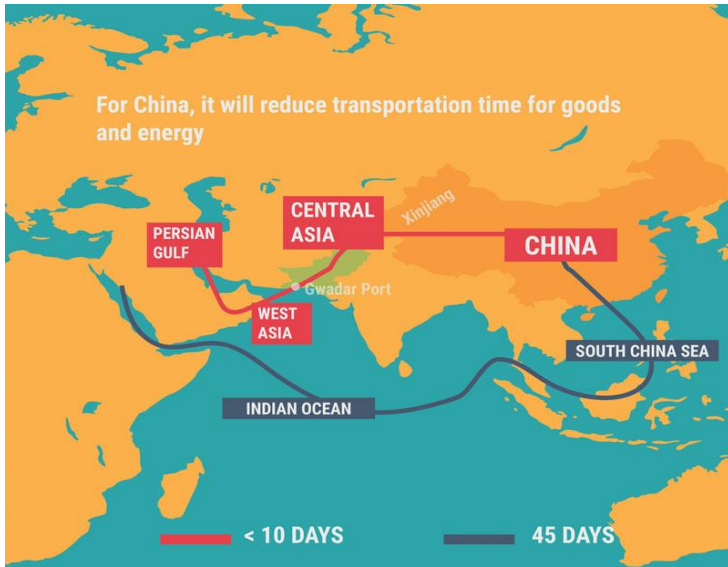 For China, it will reduce transportation time for goods
and energy
Xinjiang
CENTRAL
ASIA
PERSIAN
GULF
CHINA
Gwadar Port
WEST
ASIA
SOUTH CHINA SEA
INDIAN OCEAN
< 10 DAYS
45 DAYS